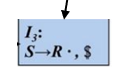 I₃:
S→R·, $